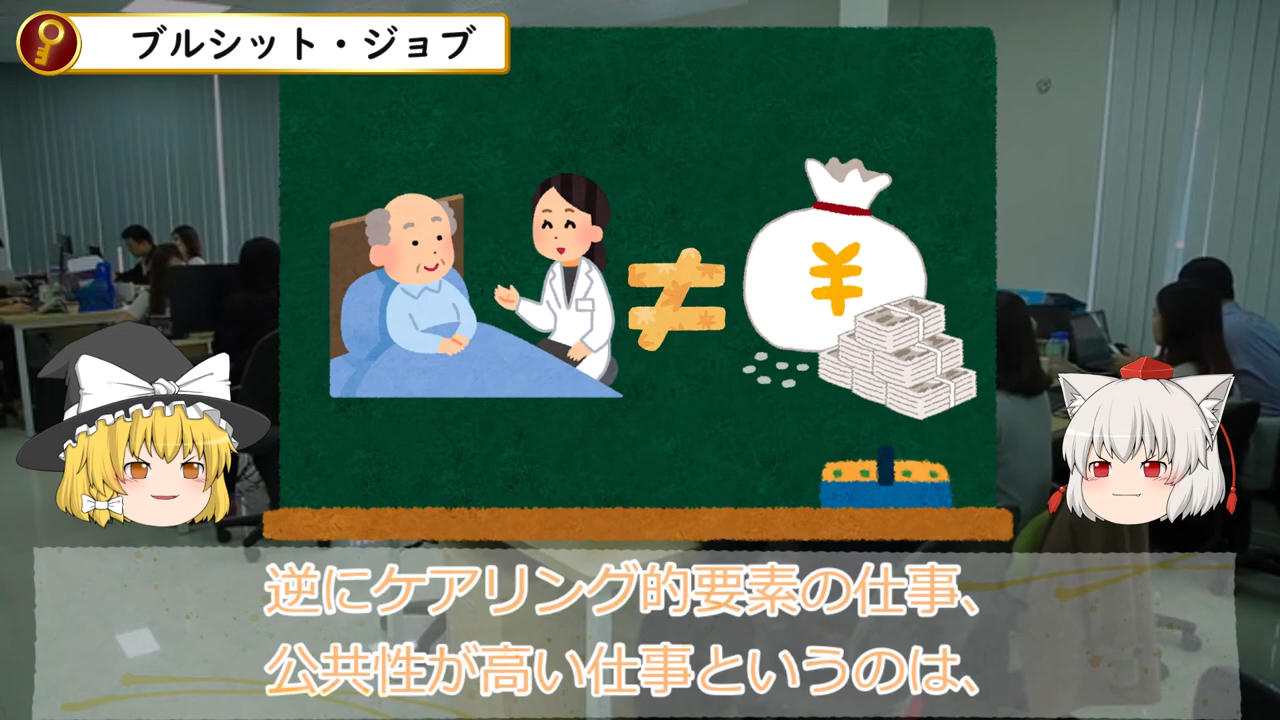 ブルシット・ジョブ
≠
¥
逆にケアリング的要素の仕事、
公共性が高い仕事というのは、